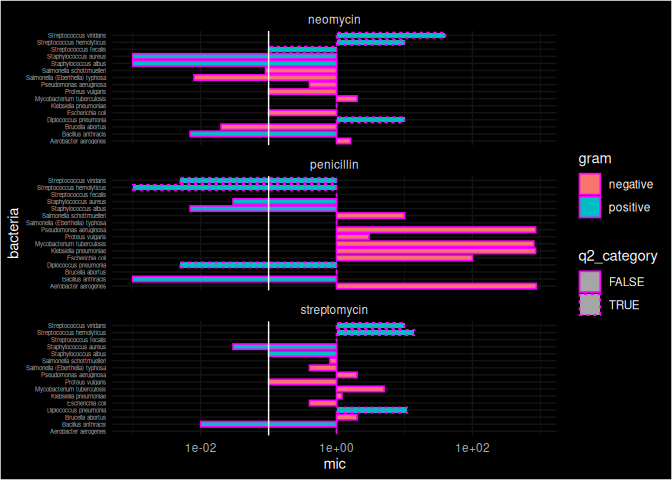 neomycin
Streptococcus viridans
Streptococcus hemolyticus
Streptococcus fecalis
Staphylococcus aureus
Staphylococcus albus
Salmonella schottmuelleri
Salmonella (Eberthella) typhosa
Pseudomonas aeruginosa
Proteus vulgaris
Mycobacterium tuberculosis
Klebsiella pneumoniae
Escherichia coli
Diplococcus pneumonia
Brucella abortus
Bacillus anthracis
Aerobacter aerogenes
penicillin
Streptococcus viridans
Streptococcus hemolyticus
Streptococcus fecalis
Staphylococcus aureus
Staphylococcus albus
Salmonella schottmuelleri
Salmonella (Eberthella) typhosa
Pseudomonas aeruginosa
Proteus vulgaris
Mycobacterium tuberculosis
Klebsiella pneumoniae
Escherichia coli
Diplococcus pneumonia
Brucella abortus
Bacillus anthracis
Aerobacter aerogenes
streptomycin
Streptococcus viridans
Streptococcus hemolyticus
Streptococcus fecalis
Staphylococcus aureus
Staphylococcus albus
Salmonella schottmuelleri
Salmonella (Eberthella) typhosa
Pseudomonas aeruginosa
Proteus vulgaris
Mycobacterium tuberculosis
Klebsiella pneumoniae
Escherichia coli
Diplococcus pneumonia
Brucella abortus
Bacillus anthracis
Aerobacter aerogenes
1e-02 1e+00 1e+02
mic
bacteria
gram
negative
positive
q2_category
FALSE
TRUE